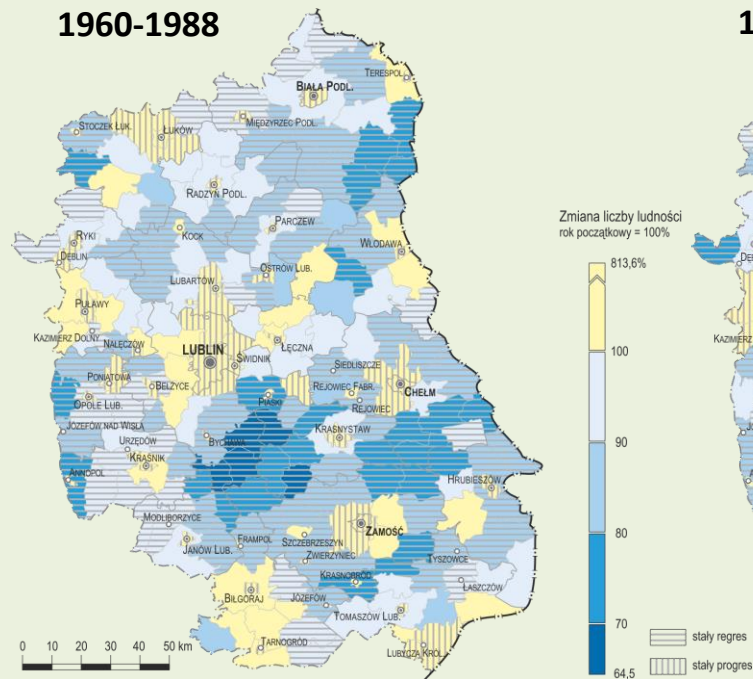 1960-1988
1
TERESPOL
BIAŁA PODL.
MIĘDZYRZEC PODL.
STOCZEK ŁUK.
ŁUKÓW
RADZYŃ PODL.
PARCZEW
KOCK
RYKI
DĘBLIN
WŁODAWA
OSTRÓW LUB.
LUBARTÓW
PUŁAWY
KAZIMIERZ DOLNY
NAŁĘCZÓW
LUBLIN
ŚWIDNIK
ŁĘCZNA
SIEDLISZCZE
CHEŁM
PONIATOWA
BEŁŻYCE
PIASKI
REJOWIEC FABR.
REJOWIEC
OPOLE LUB.
JÓZEFÓW NAD WISŁĄ
URZĘDÓW
BYCHAWA
KRASNYSTAW
KRAŚNIK
ANNOPOL
HRUBIESZÓW
MODLIBORZYCE
ZAMOŚĆ
SZCZEBRZESZYN
FRAMPOL
JANÓW LUB.
ZWIERZYNIEC
TYSZOWCE
KRASNOBRÓD
ŁASZCZÓW
BIŁGORAJ
JÓZEFÓW
TOMASZÓW LUB.
TARNOGRÓD
LUBYCZA KRÓL.
0 10 20 30 40 50 km
Zmiana liczby ludności
rok początkowy = 100%
813,6%
100
90
80
70
64,5
stały regres
stały progres
KAZIMIERZ